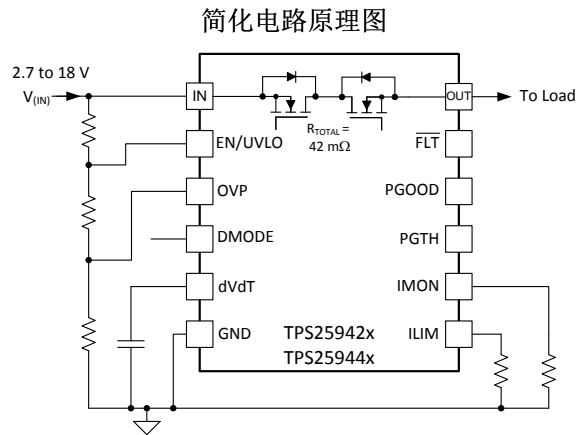 简化电路原理图
2.7 to 18 V
V(IN)
IN
OUT
To Load
RTOTAL =
42 mΩ
EN/UVLO
FLT
OVP
PGOOD
DMODE
PGTH
dVdT
IMON
GND
TPS25942x
ILIM
TPS25944x